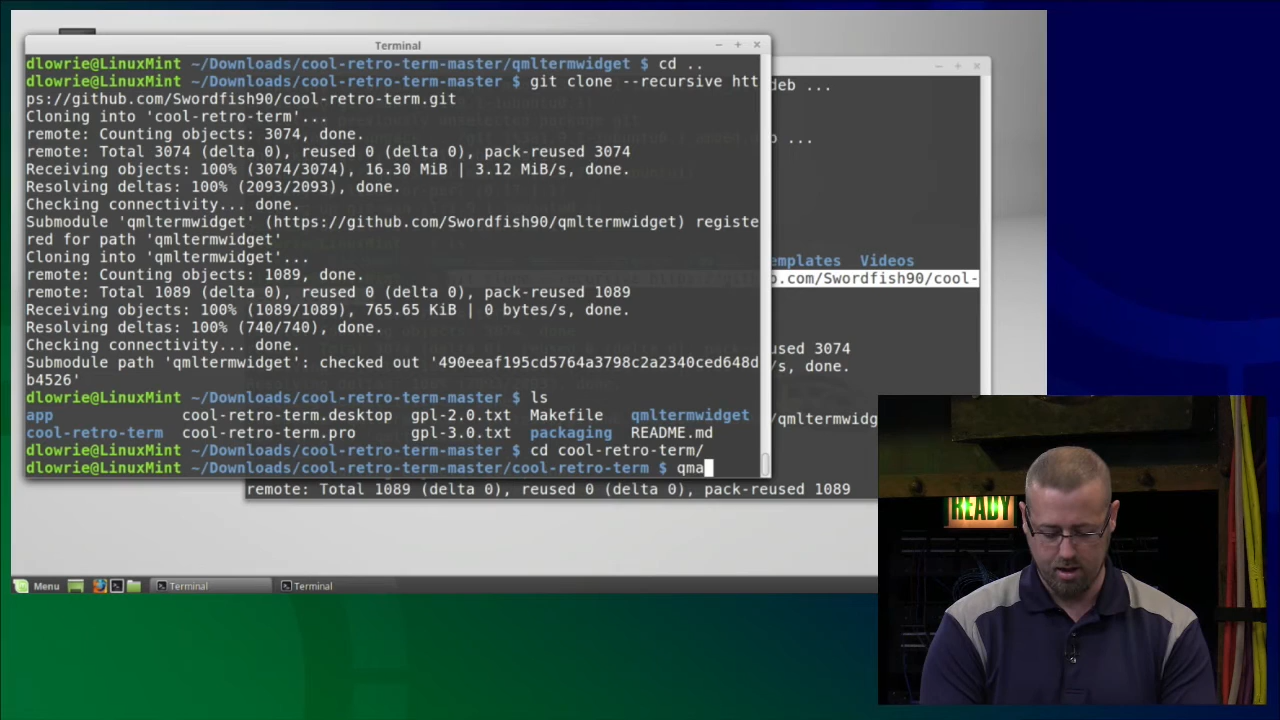 Terminal
dlowrie@LinuxMint ~/Downloads/cool-retro-term-master/qmltermwidget $ cd ..
dlowrie@LinuxMint ~/Downloads/cool-retro-term-master $ git clone --recursive htt
ps://github.com/Swordfish90/cool-retro-term.git
Cloning into 'cool-retro-term'...
remote: Counting objects: 3074, done.
remote: Total 3074 (delta 0), reused 0 (delta 0), pack-reused 3074
Receiving objects: 100% (3074/3074), 16.30 MiB | 3.12 MiB/s, done.
Resolving deltas: 100% (2093/2093), done.
Checking connectivity... done.
Submodule 'qmltermwidget' (https://github.com/Swordfish90/qmltermwidget) registe
red for path 'qmltermwidget'
Cloning into 'qmltermwidget'...
remote: Counting objects: 1089, done.
remote: Total 1089 (delta 0), reused 0 (delta 0), pack-reused 1089
Receiving objects: 100% (1089/1089), 765.65 KiB | 0 bytes/s, done.
Resolving deltas: 100% (740/740), done.
Checking connectivity... done.
Submodule path 'qmltermwidget': checked out '490eeaf195cd5764a3798c2a2340ced648d
b4526'
dlowrie@LinuxMint ~/Downloads/cool-retro-term-master $ ls
app cool-retro-term.desktop gpl-2.0.txt Makefile qmltermwidget
cool-retro-term cool-retro-term.pro gpl-3.0.txt packaging README.md
dlowrie@LinuxMint ~/Downloads/cool-retro-term-master $ cd cool-retro-term/
dlowrie@LinuxMint ~/Downloads/cool-retro-term-master/cool-retro-term $ qma
deb ...
...
emplates Videos
b.com/Swordfish90/cool-
used 3074
/s, done.
/qmltermwidg
remote: Total 1089 (delta 0), reused 0 (delta 0), pack-reused 1089
Menu
Terminal
Terminal
READY